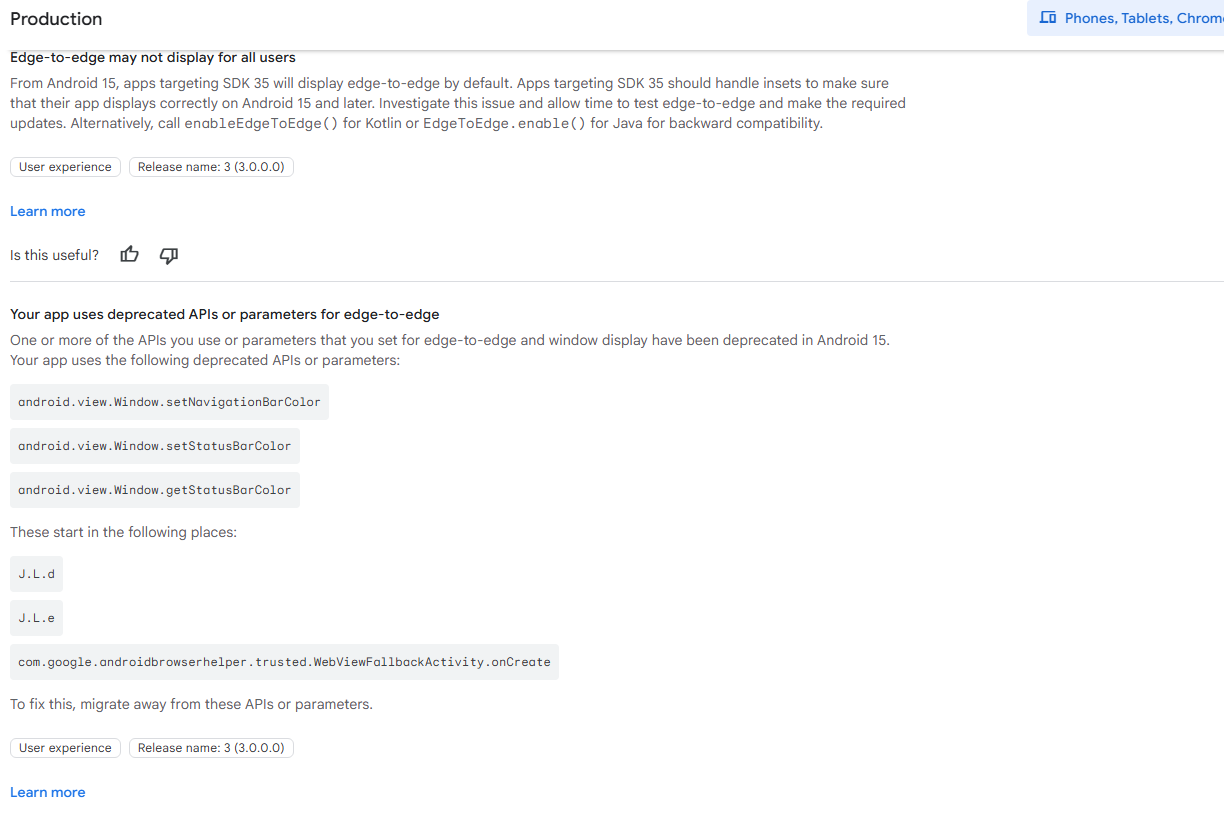 Production
Phones, Tablets, Chrom
Edge-to-edge may not display for all users
From Android 15, apps targeting SDK 35 will display edge-to-edge by default. Apps targeting SDK 35 should handle insets to make sure
that their app displays correctly on Android 15 and later. Investigate this issue and allow time to test edge-to-edge and make the required
updates. Alternatively, call enableEdgeToEdge() for Kotlin or EdgeToEdge.enable() for Java for backward compatibility.
User experience
Release name: 3 (3.0.0.0)
Learn more
Is this useful?
Your app uses deprecated APIs or parameters for edge-to-edge
One or more of the APIs you use or parameters that you set for edge-to-edge and window display have been deprecated in Android 15.
Your app uses the following deprecated APIs or parameters:
android.view.Window.setNavigationBarColor
android.view.Window.setStatusBarColor
android.view.Window.getStatusBarColor
These start in the following places:
J.L.d
J.L.e
com.google.androidbrowserhelper.trusted.WebViewFallbackActivity.onCreate
To fix this, migrate away from these APIs or parameters.
User experience
Release name: 3 (3.0.0.0)
Learn more